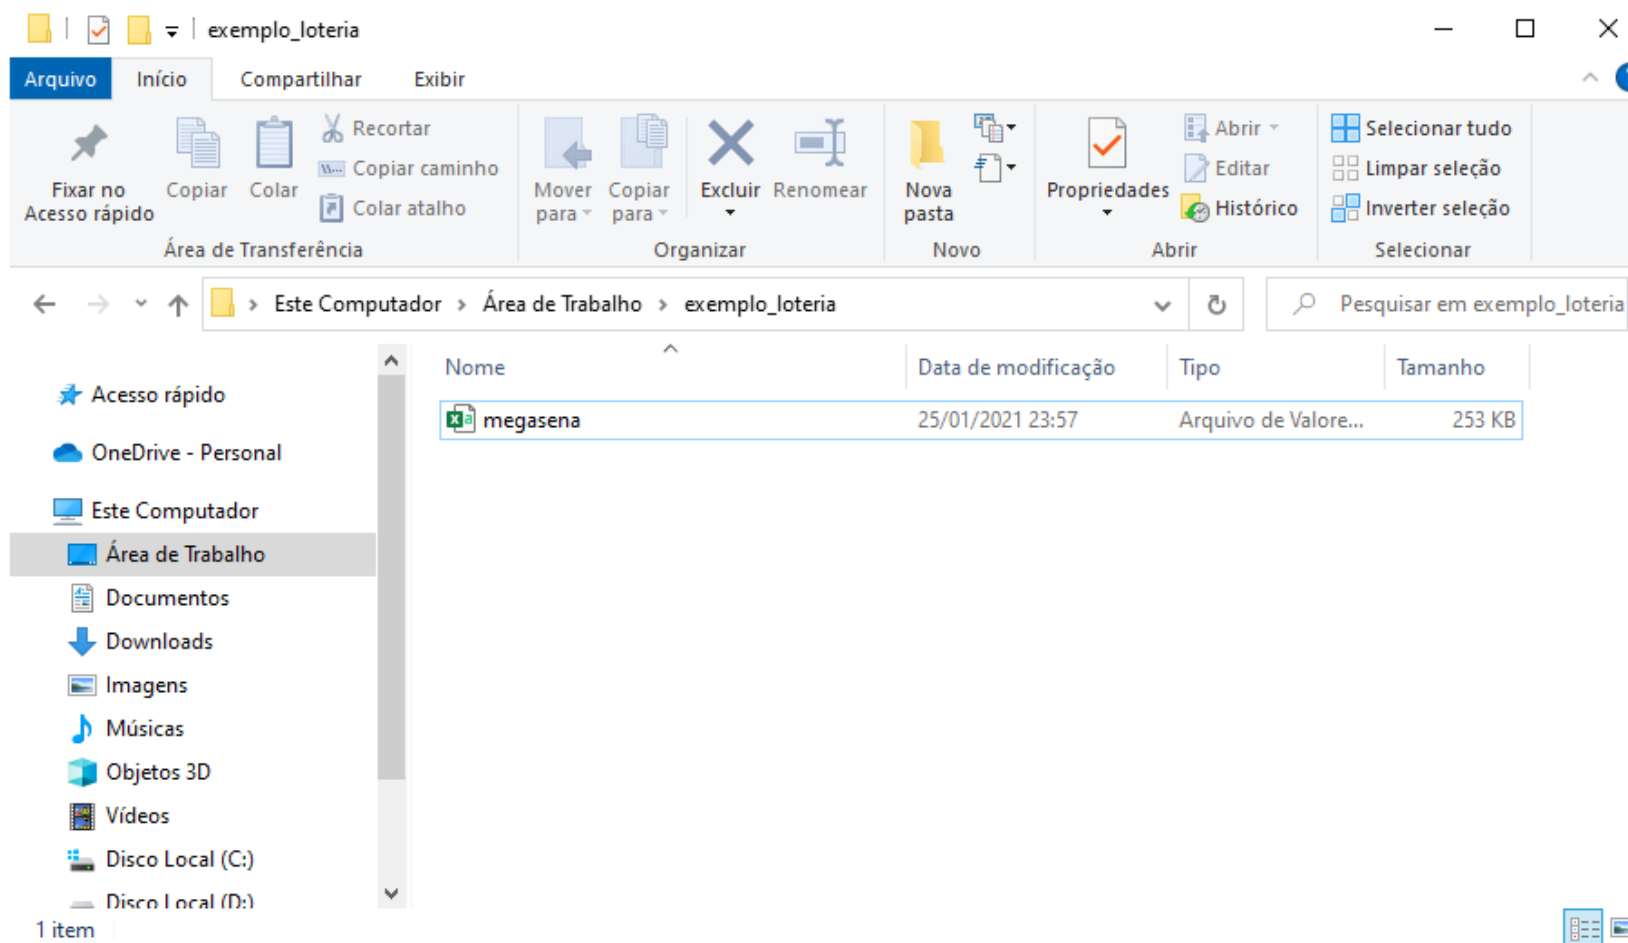 exemplo_loteria
Arquivo Início Compartilhar Exibir
Fixar no Acesso rápido
Copiar
Colar
Recortar
Copiar caminho
Colar atalho
Área de Transferência
Mover para
Copiar para
Excluir
Renomear
Organizar
Nova pasta
Novo
Propriedades
Abrir
Editar
Histórico
Abrir
Selecionar tudo
Limpar seleção
Inverter seleção
Selecionar
Este Computador > Área de Trabalho > exemplo_loteria
Pesquisar em exemplo_loteria
Acesso rápido
OneDrive - Personal
Este Computador
Área de Trabalho
Documentos
Downloads
Imagens
Músicas
Objetos 3D
Vídeos
Disco Local (C:)
Disco Local (D:)
Nome Data de modificação Tipo Tamanho
megasena 25/01/2021 23:57 Arquivo de Valore... 253 KB
1 item